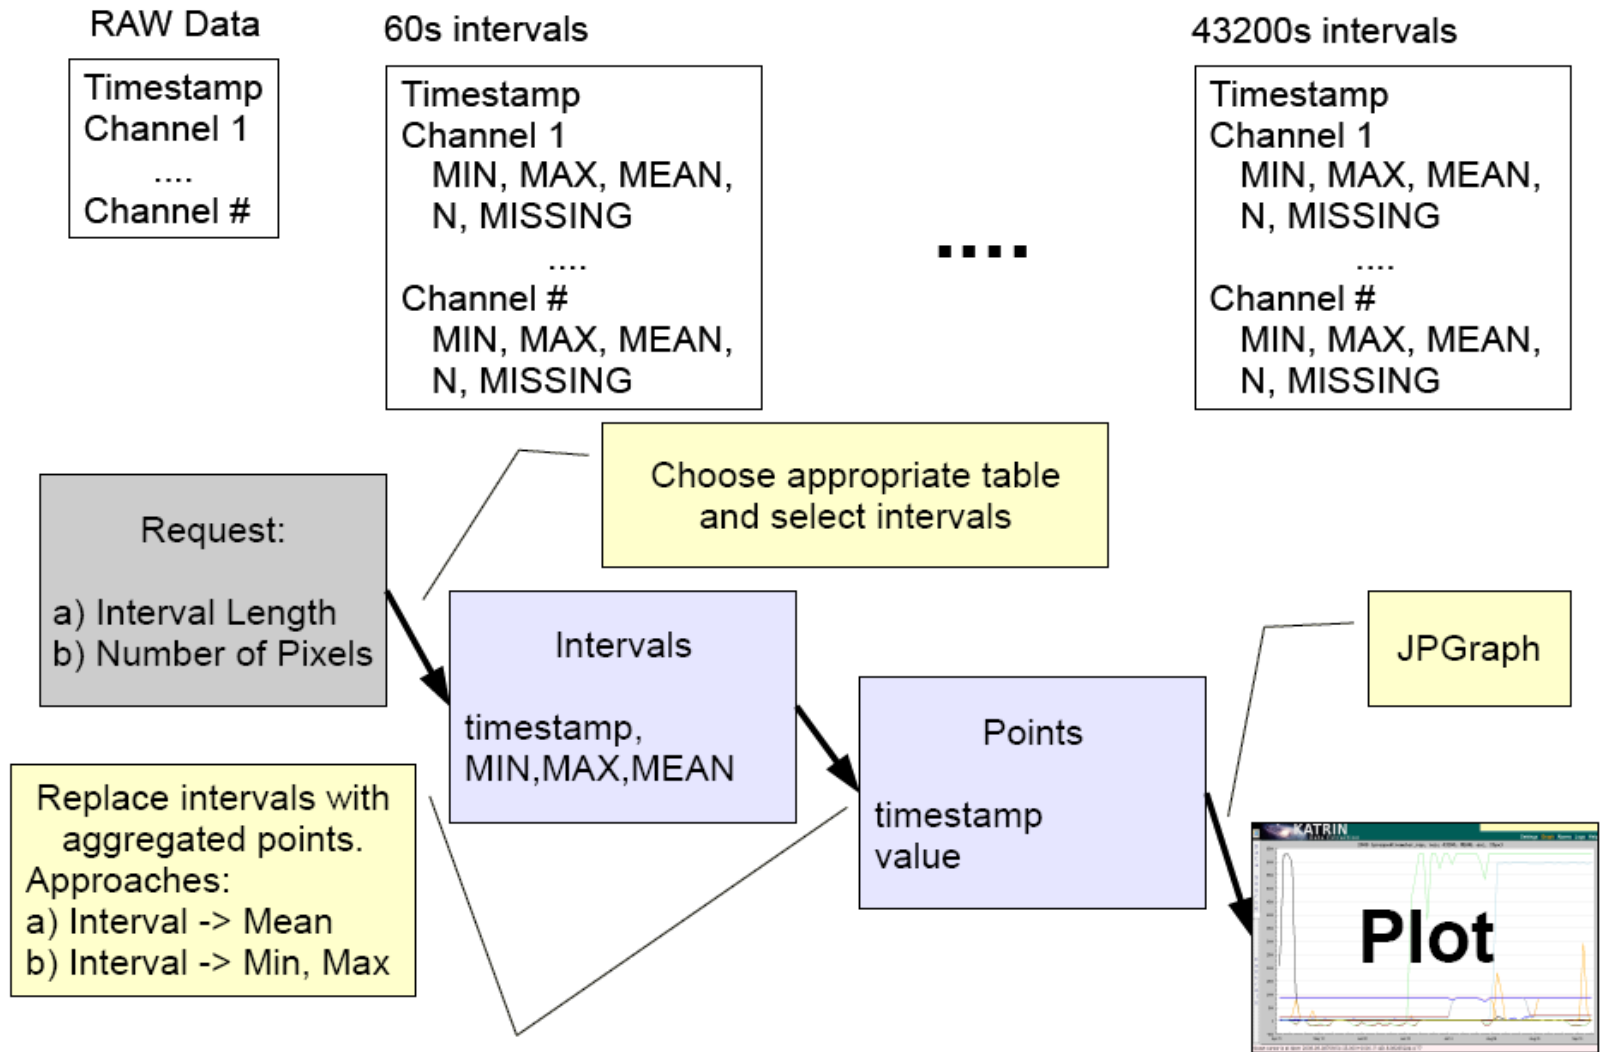 RAW Data
Timestamp
Channel 1
....
Channel #
60s intervals
Timestamp
Channel 1
MIN, MAX, MEAN,
N, MISSING
....
Channel #
MIN, MAX, MEAN,
N, MISSING
....
43200s intervals
Timestamp
Channel 1
MIN, MAX, MEAN,
N, MISSING
....
Channel #
MIN, MAX, MEAN,
N, MISSING
Choose appropriate table
and select intervals
Request:
a) Interval Length
b) Number of Pixels
Intervals
timestamp,
MIN,MAX,MEAN
Points
timestamp
value
JPGraph
Replace intervals with
aggregated points.
Approaches:
a) Interval -> Mean
b) Interval -> Min, Max
KATRIN
Plot